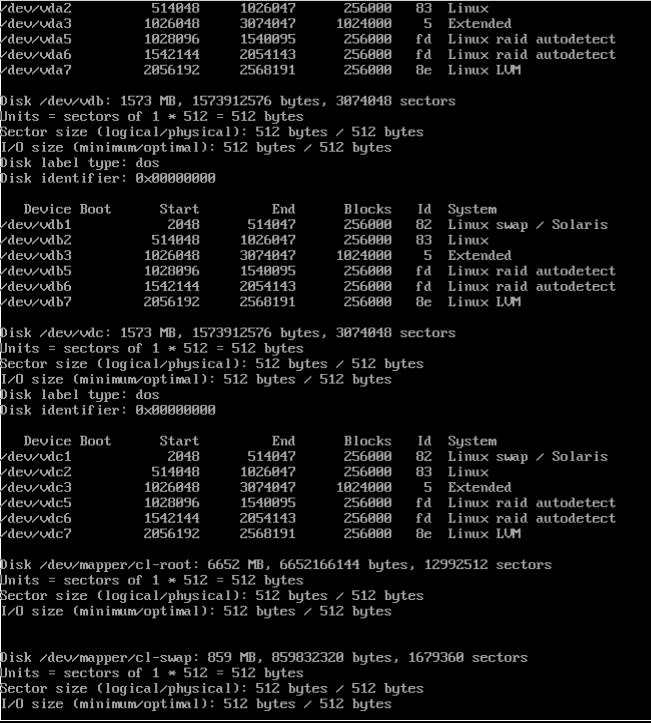 /dev/vda2 514048 1026047 256000 83 Linux
/dev/vda3 1026048 3074047 1024000 5 Extended
/dev/vda5 1028096 1540095 256000 fd Linux raid autodetect
/dev/vda6 1542144 2054143 256000 fd Linux raid autodetect
/dev/vda7 2056192 2568191 256000 8e Linux LVM
Disk /dev/vdb: 1573 MB, 1573912576 bytes, 3074048 sectors
Units = sectors of 1 * 512 = 512 bytes
Sector size (logical/physical): 512 bytes / 512 bytes
I/O size (minimum/optimal): 512 bytes / 512 bytes
Disk label type: dos
Disk identifier: 0x00000000
Device Boot Start End Blocks Id System
/dev/vdb1 2048 514047 256000 82 Linux swap / Solaris
/dev/vdb2 514048 1026047 256000 83 Linux
/dev/vdb3 1026048 3074047 1024000 5 Extended
/dev/vdb5 1028096 1540095 256000 fd Linux raid autodetect
/dev/vdb6 1542144 2054143 256000 fd Linux raid autodetect
/dev/vdb7 2056192 2568191 256000 8e Linux LVM
Disk /dev/vdc: 1573 MB, 1573912576 bytes, 3074048 sectors
Units = sectors of 1 * 512 = 512 bytes
Sector size (logical/physical): 512 bytes / 512 bytes
I/O size (minimum/optimal): 512 bytes / 512 bytes
Disk label type: dos
Disk identifier: 0x00000000
Device Boot Start End Blocks Id System
/dev/vdc1 2048 514047 256000 82 Linux swap / Solaris
/dev/vdc2 514048 1026047 256000 83 Linux
/dev/vdc3 1026048 3074047 1024000 5 Extended
/dev/vdc5 1028096 1540095 256000 fd Linux raid autodetect
/dev/vdc6 1542144 2054143 256000 fd Linux raid autodetect
/dev/vdc7 2056192 2568191 256000 8e Linux LVM
Disk /dev/mapper/cl-root: 6652 MB, 6652166144 bytes, 12992512 sectors
Units = sectors of 1 * 512 = 512 bytes
Sector size (logical/physical): 512 bytes / 512 bytes
I/O size (minimum/optimal): 512 bytes / 512 bytes
Disk /dev/mapper/cl-swap: 859 MB, 859832320 bytes, 1679360 sectors
Units = sectors of 1 * 512 = 512 bytes
Sector size (logical/physical): 512 bytes / 512 bytes
I/O size (minimum/optimal): 512 bytes / 512 bytes